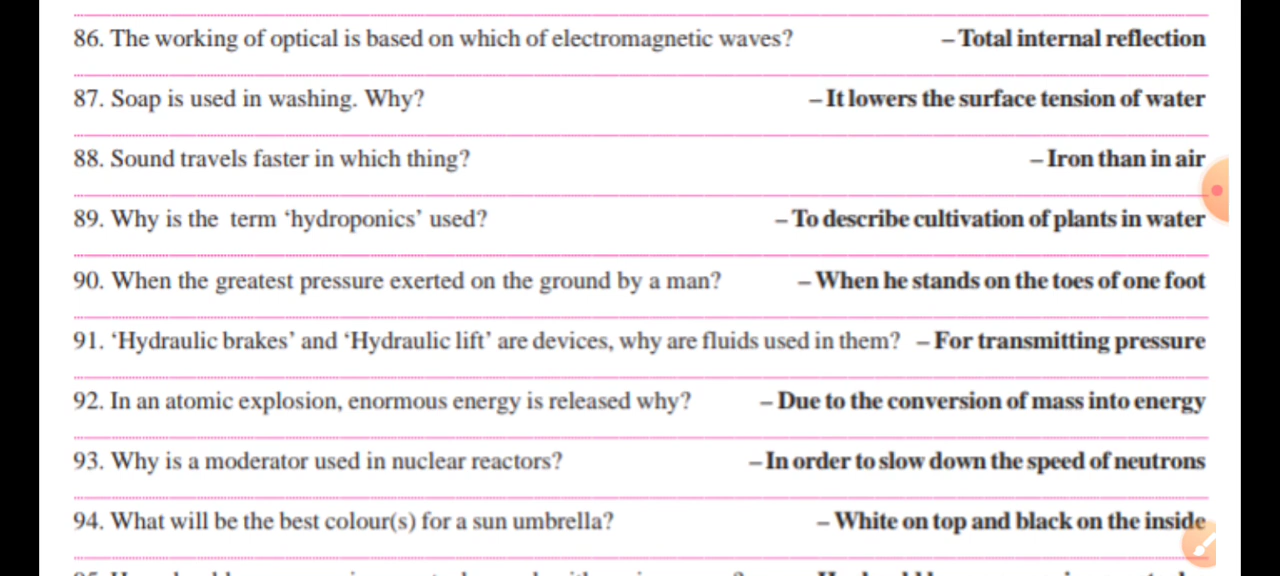 86. The working of optical is based on which of electromagnetic waves? – Total internal reflection
87. Soap is used in washing. Why? – It lowers the surface tension of water
88. Sound travels faster in which thing? – Iron than in air
89. Why is the term ‘hydroponics’ used? – To describe cultivation of plants in water
90. When the greatest pressure exerted on the ground by a man? – When he stands on the toes of one foot
91. ‘Hydraulic brakes’ and ‘Hydraulic lift’ are devices, why are fluids used in them? – For transmitting pressure
92. In an atomic explosion, enormous energy is released why? – Due to the conversion of mass into energy
93. Why is a moderator used in nuclear reactors? – In order to slow down the speed of neutrons
94. What will be the best colour(s) for a sun umbrella? – White on top and black on the inside